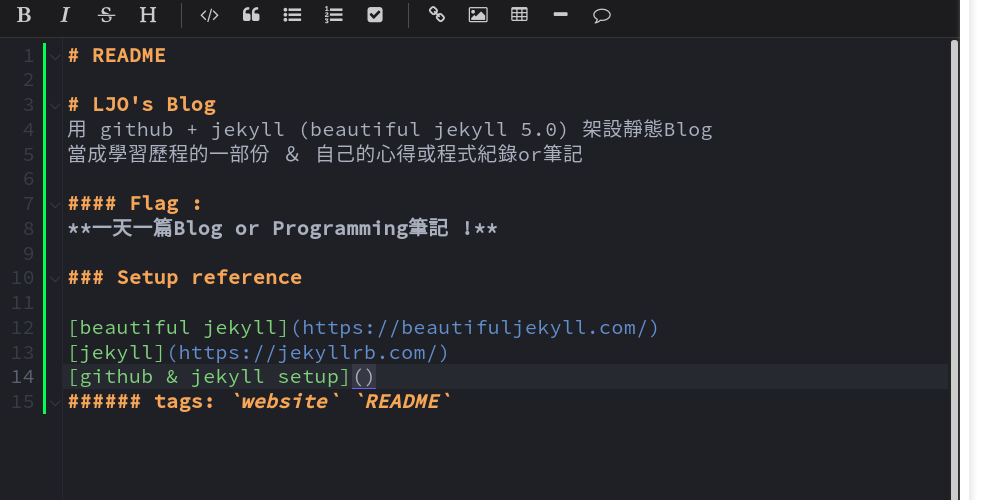 B I S H
1 # README
2
3 # LJO's Blog
4 用 github + jekyll (beautiful jekyll 5.0) 架設靜態Blog
5 當成學習歷程的一部份 & 自己的心得或程式紀錄or筆記
6
7 #### Flag :
8 **一天一篇Blog or Programming筆記 !**
9
10 ### Setup reference
11
12 [beautiful jekyll](https://beautifuljekyll.com/)
13 [jekyll](https://jekyllrb.com/)
14 [github & jekyll setup]()
15 ###### tags: `website` `README`